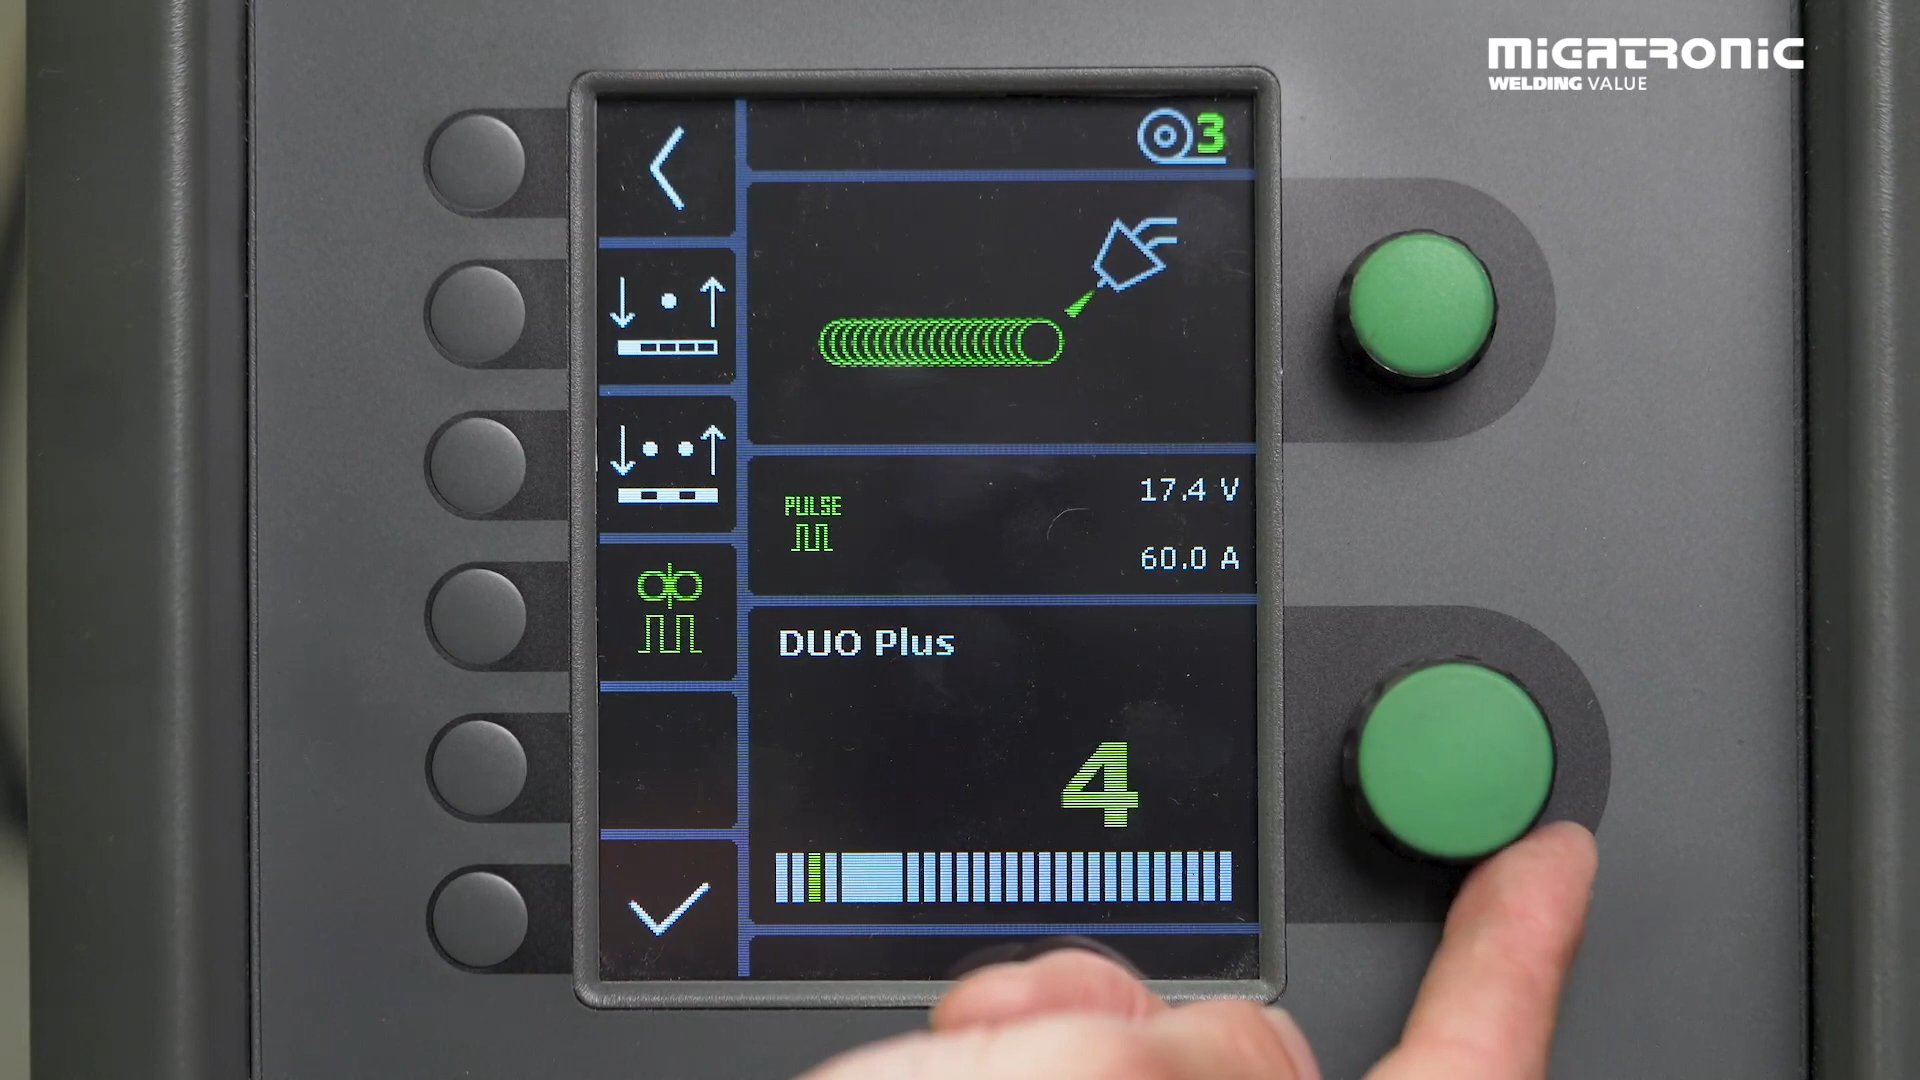 MIGATRONIC
WELDING VALUE
3
PULSE
17.4 V
60.0 A
DUO Plus
4